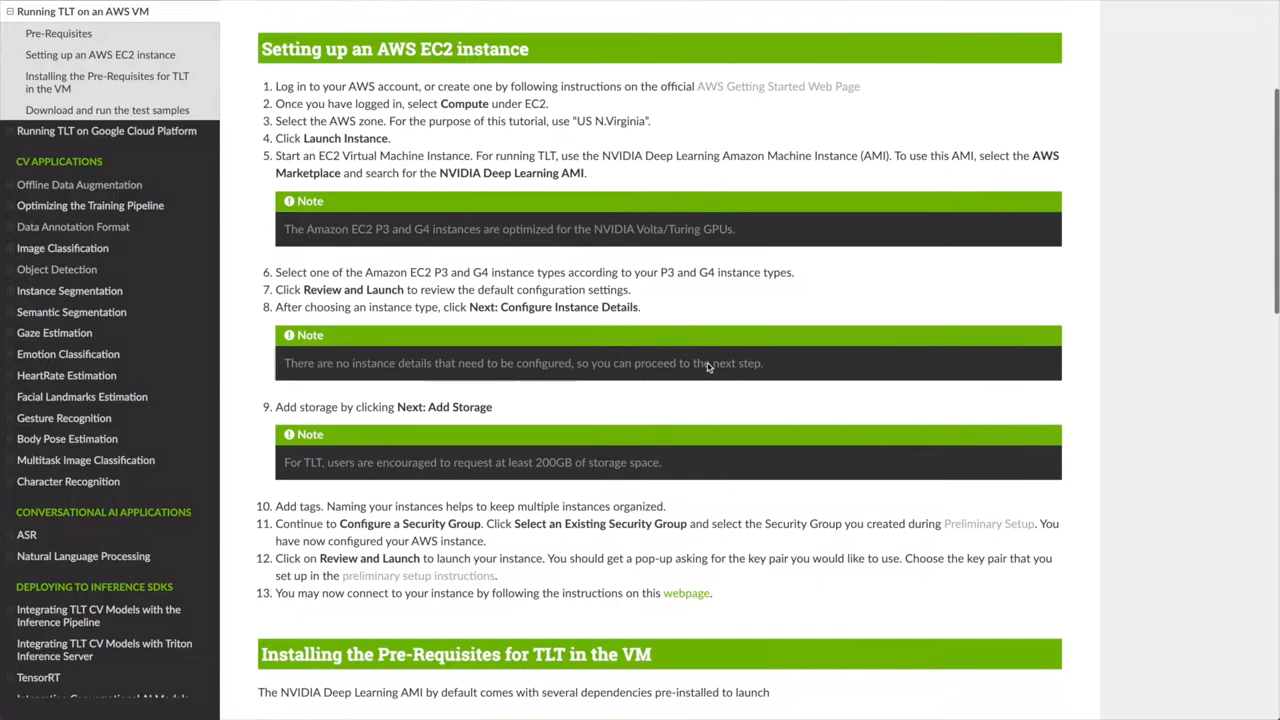 Running TLT on an AWS VM
Pre-Requisites
Setting up an AWS EC2 instance
Installing the Pre-Requisites for TLT
in the VM
Download and run the test samples
Running TLT on Google Cloud Platform
CV APPLICATIONS
Offline Data Augmentation
Optimizing the Training Pipeline
Data Annotation Format
Image Classification
Object Detection
Instance Segmentation
Semantic Segmentation
Gaze Estimation
Emotion Classification
HeartRate Estimation
Facial Landmarks Estimation
Gesture Recognition
Body Pose Estimation
Multitask Image Classification
Character Recognition
CONVERSATIONAL AI APPLICATIONS
ASR
Natural Language Processing
DEPLOYING TO INFERENCE SDKS
Integrating TLT CV Models with the
Inference Pipeline
Integrating TLT CV Models with Triton
Inference Server
TensorRT
Integrating Conversational AI Models
Setting up an AWS EC2 instance
1. Log in to your AWS account, or create one by following instructions on the official AWS Getting Started Web Page
2. Once you have logged in, select Compute under EC2.
3. Select the AWS zone. For the purpose of this tutorial, use “US N.Virginia”.
4. Click Launch Instance.
5. Start an EC2 Virtual Machine Instance. For running TLT, use the NVIDIA Deep Learning Amazon Machine Instance (AMI). To use this AMI, select the AWS
Marketplace and search for the NVIDIA Deep Learning AMI.
Note
The Amazon EC2 P3 and G4 instances are optimized for the NVIDIA Volta/Turing GPUs.
6. Select one of the Amazon EC2 P3 and G4 instance types according to your P3 and G4 instance types.
7. Click Review and Launch to review the default configuration settings.
8. After choosing an instance type, click Next: Configure Instance Details.
Note
There are no instance details that need to be configured, so you can proceed to the next step.
9. Add storage by clicking Next: Add Storage
Note
For TLT, users are encouraged to request at least 200GB of storage space.
10. Add tags. Naming your instances helps to keep multiple instances organized.
11. Continue to Configure a Security Group. Click Select an Existing Security Group and select the Security Group you created during Preliminary Setup. You
have now configured your AWS instance.
12. Click on Review and Launch to launch your instance. You should get a pop-up asking for the key pair you would like to use. Choose the key pair that you
set up in the preliminary setup instructions.
13. You may now connect to your instance by following the instructions on this webpage.
Installing the Pre-Requisites for TLT in the VM
The NVIDIA Deep Learning AMI by default comes with several dependencies pre-installed to launch